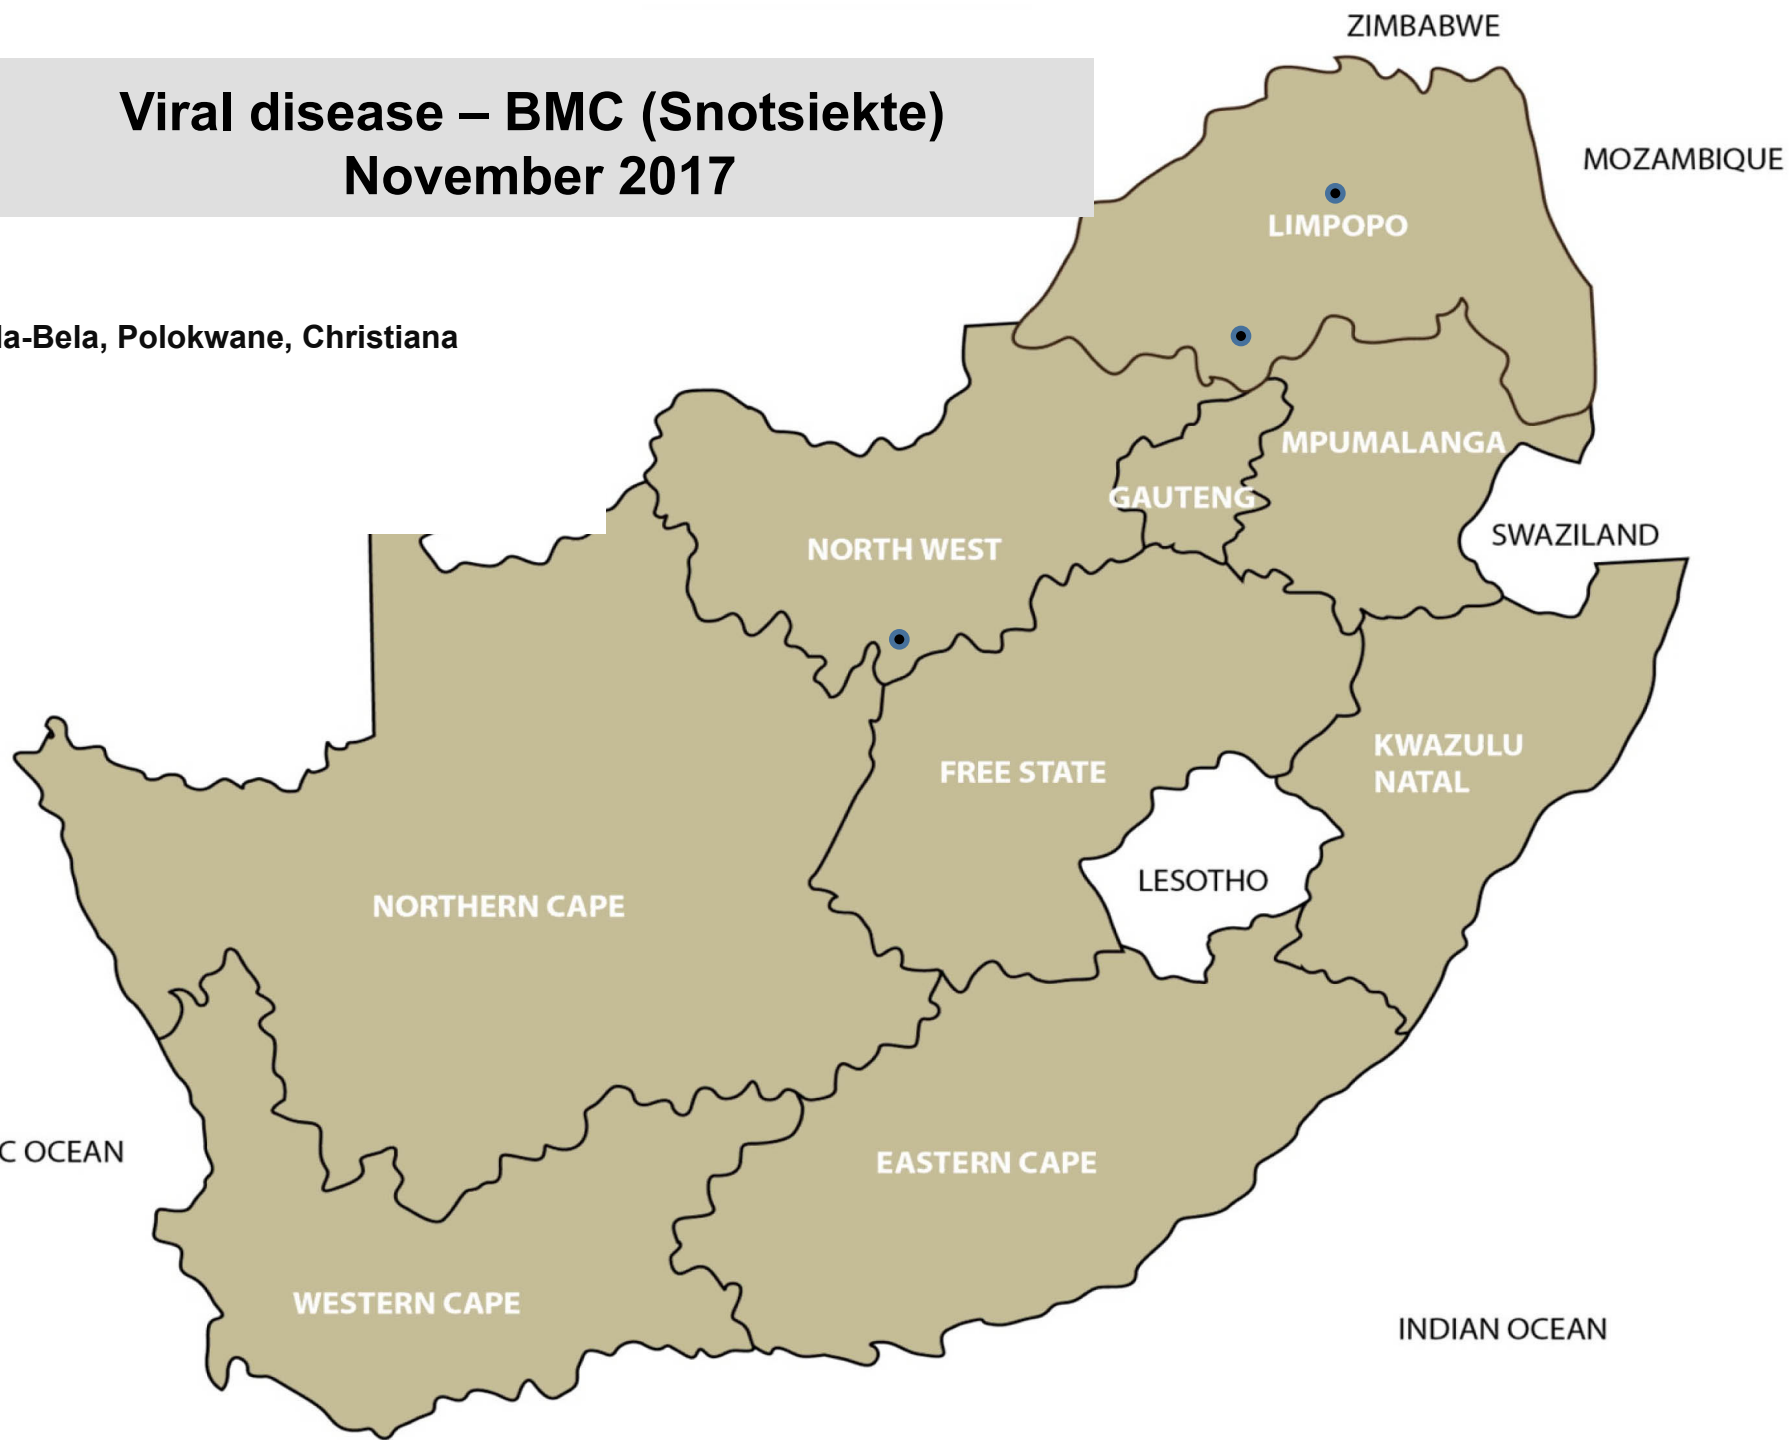 ZIMBABWE
Viral disease – BMC (Snotsiekte)
November 2017
MOZAMBIQUE
LIMPOPO
la-Bela, Polokwane, Christiana
MPUMALANGA
GAUTENG
SWAZILAND
NORTH WEST
KWAZULU
NATAL
FREE STATE
LESOTHO
NORTHERN CAPE
C OCEAN
EASTERN CAPE
WESTERN CAPE
INDIAN OCEAN